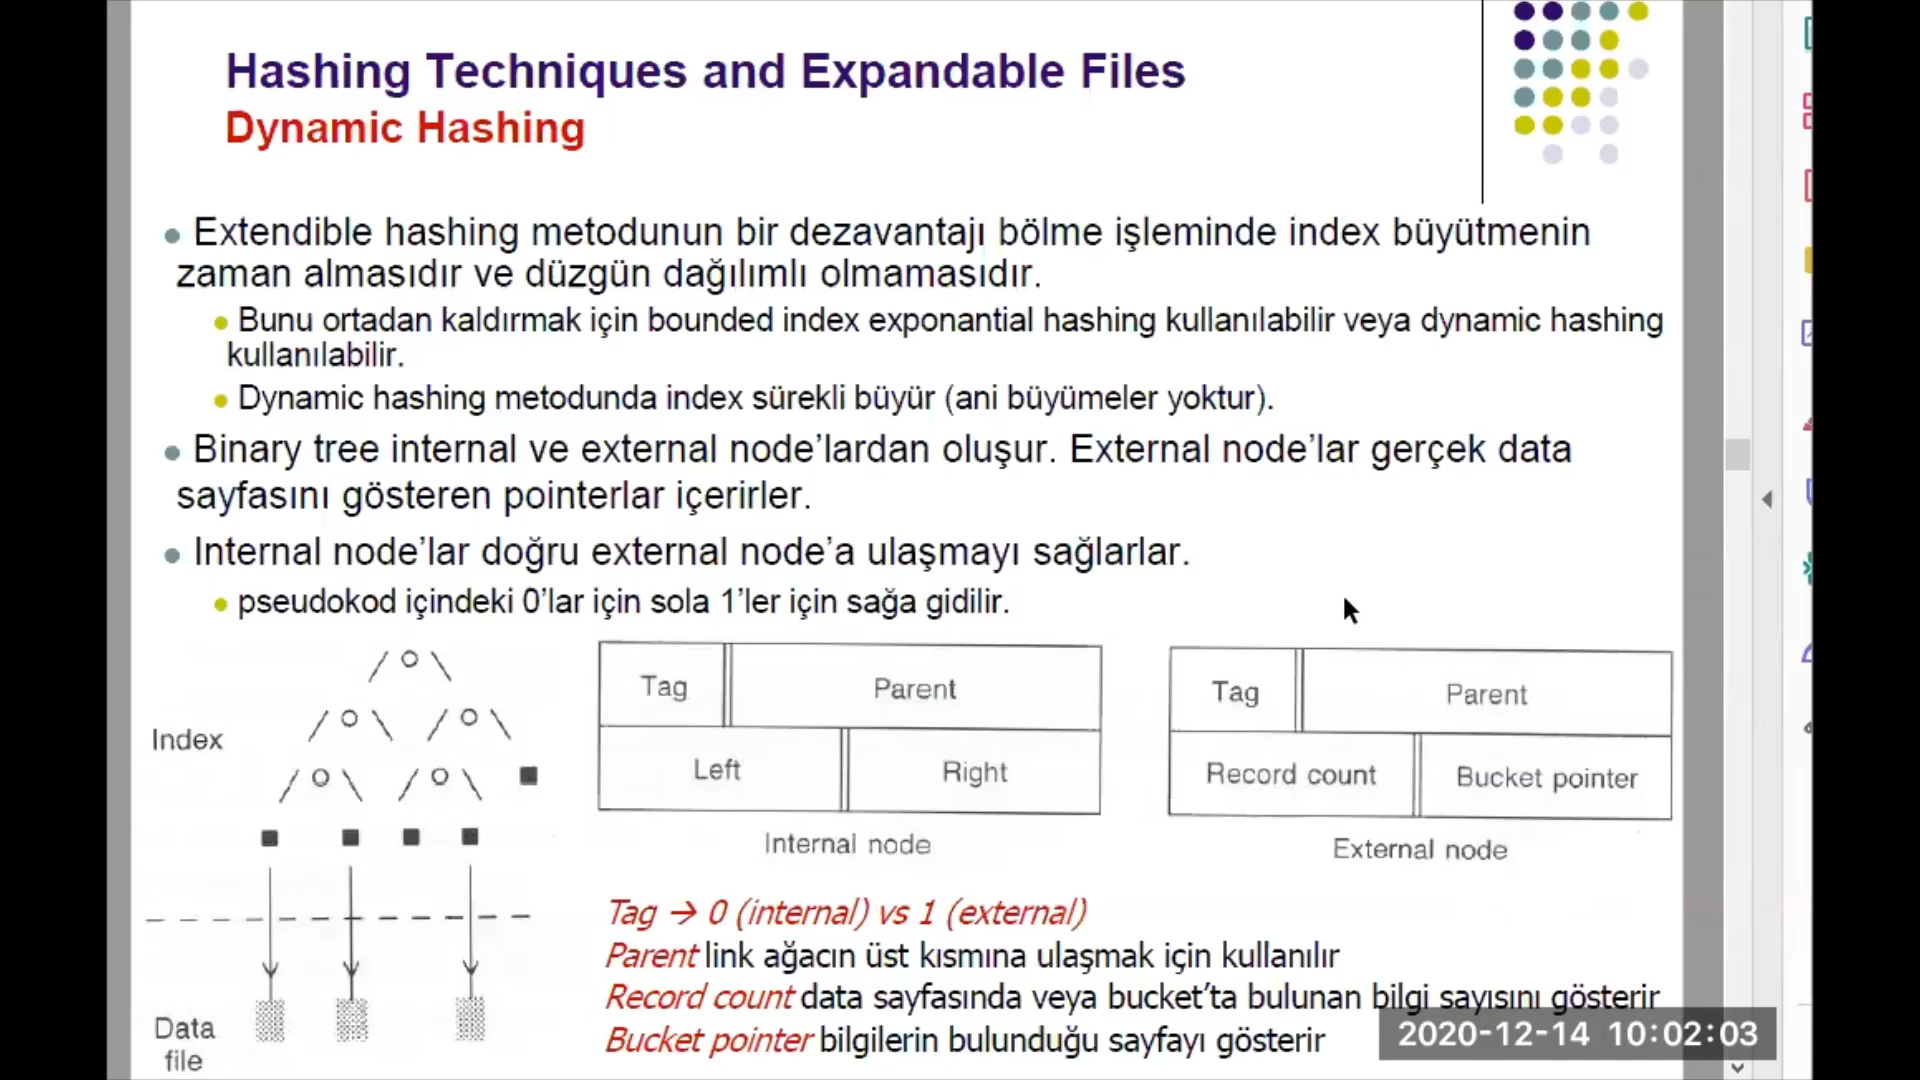 Hashing Techniques and Expandable Files
Dynamic Hashing
Extendible hashing metodunun bir dezavantajı bölme işleminde index büyütmenin
zaman almasıdır ve düzgün dağılımlı olmamasıdır.
Bunu ortadan kaldırmak için bounded index exponantial hashing kullanılabilir veya dynamic hashing
kullanılabilir.
Dynamic hashing metodunda index sürekli büyür (ani büyümeler yoktur).
Binary tree internal ve external node'lardan oluşur. External node'lar gerçek data
sayfasını gösteren pointerlar içerirler.
Internal node'lar doğru external node'a ulaşmayı sağlarlar.
pseudokod içindeki 0'lar için sola 1'ler için sağa gidilir.
Index
Data
file
Tag Parent
Left Right
Internal node
Tag Parent
Record count Bucket pointer
External node
Tag → 0 (internal) vs 1 (external)
Parent link ağacın üst kısmına ulaşmak için kullanılır
Record count data sayfasında veya bucket'ta bulunan bilgi sayısını gösterir
Bucket pointer bilgilerin bulunduğu sayfayı gösterir
2020-12-14 10:02:03